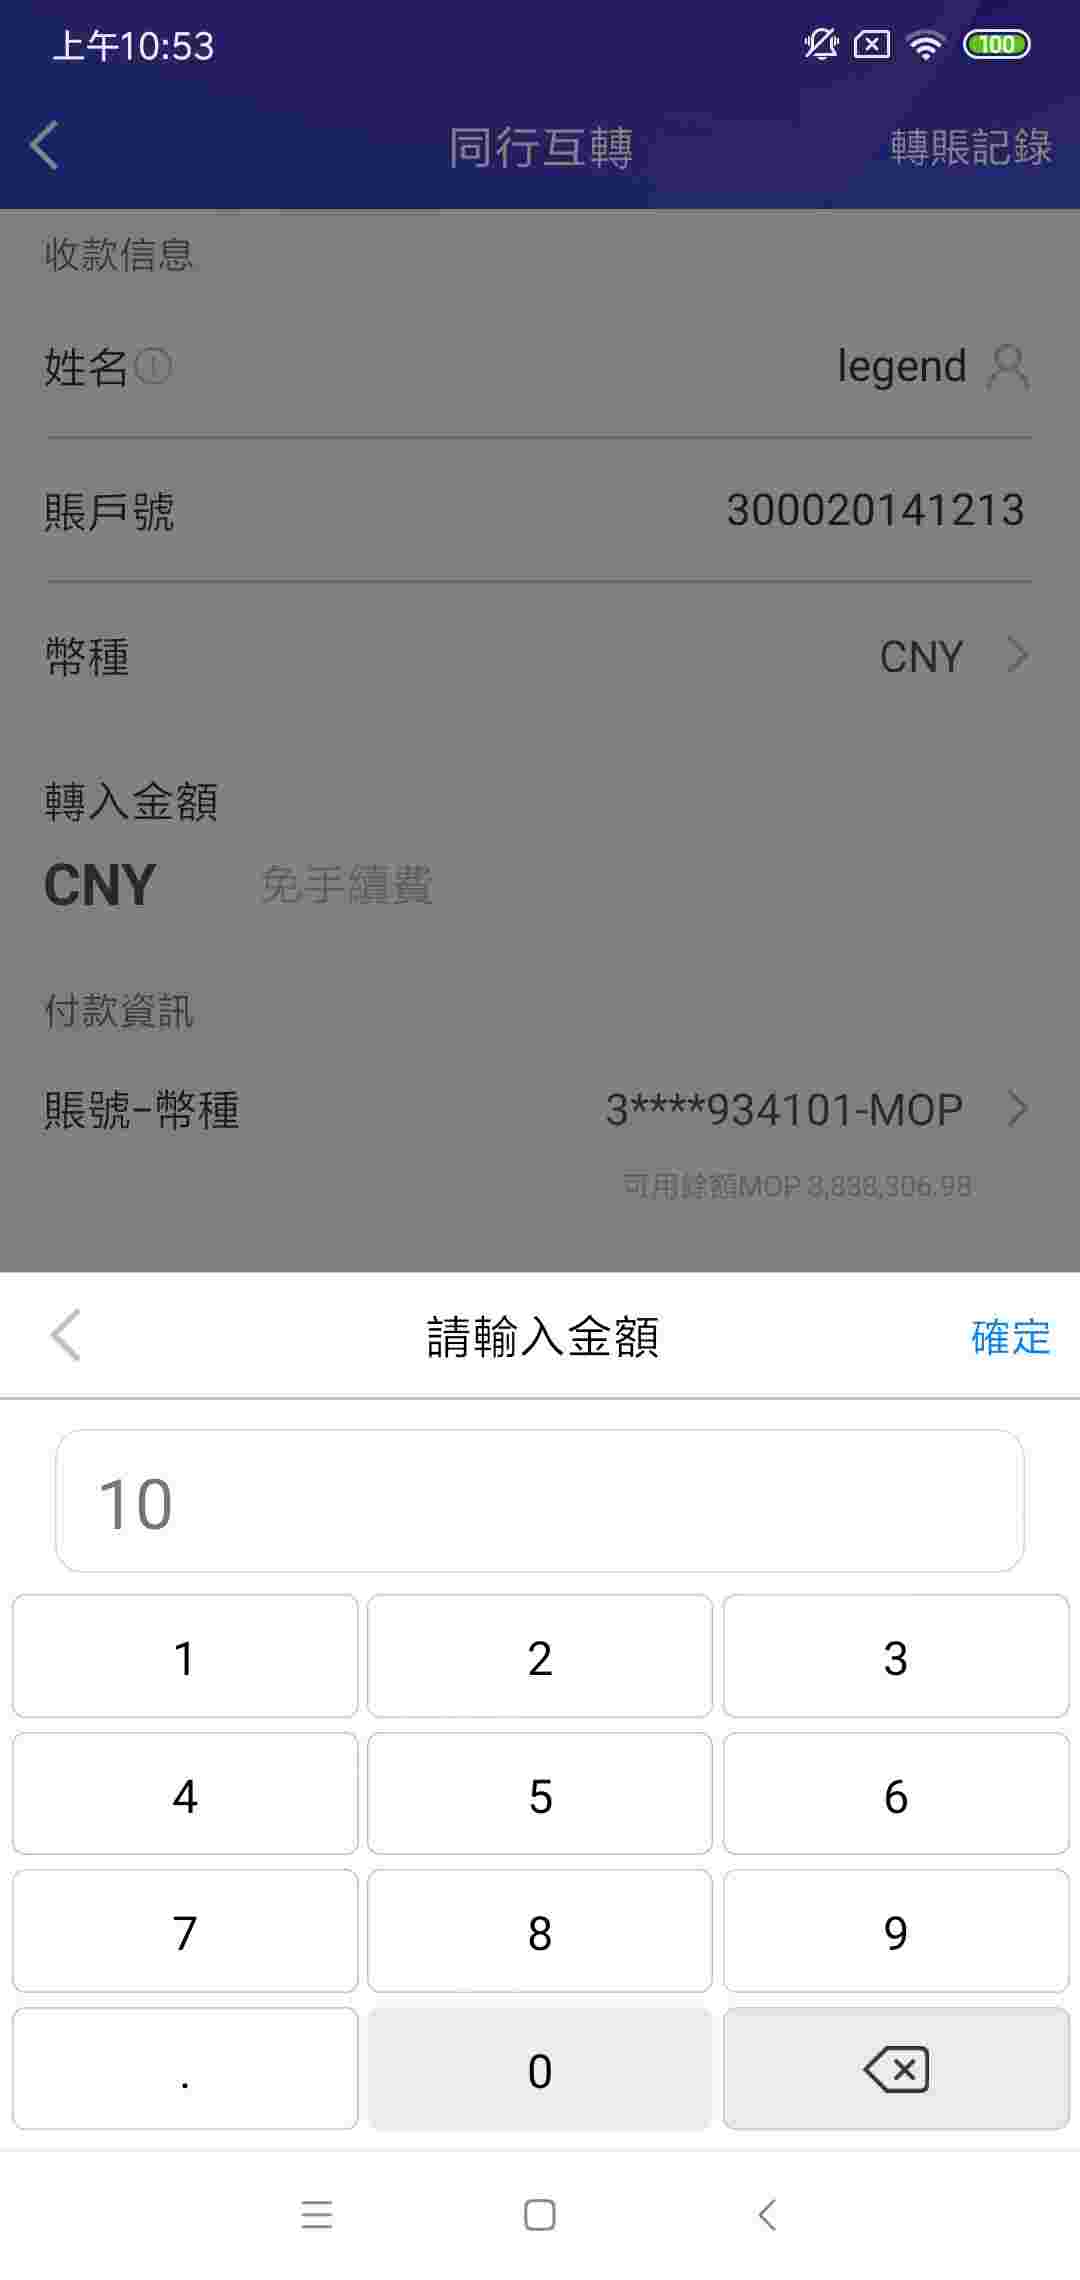 上午10:53
100
同行互轉
轉賬記錄
收款信息
姓名
legend
賬戶號
300020141213
幣種
CNY
轉入金額
CNY
免手續費
付款資訊
賬號-幣種
3****934101-MOP
可用餘額MOP 3,838,306.98
請輸入金額
確定
10
1
2
3
4
5
6
7
8
9
.
0